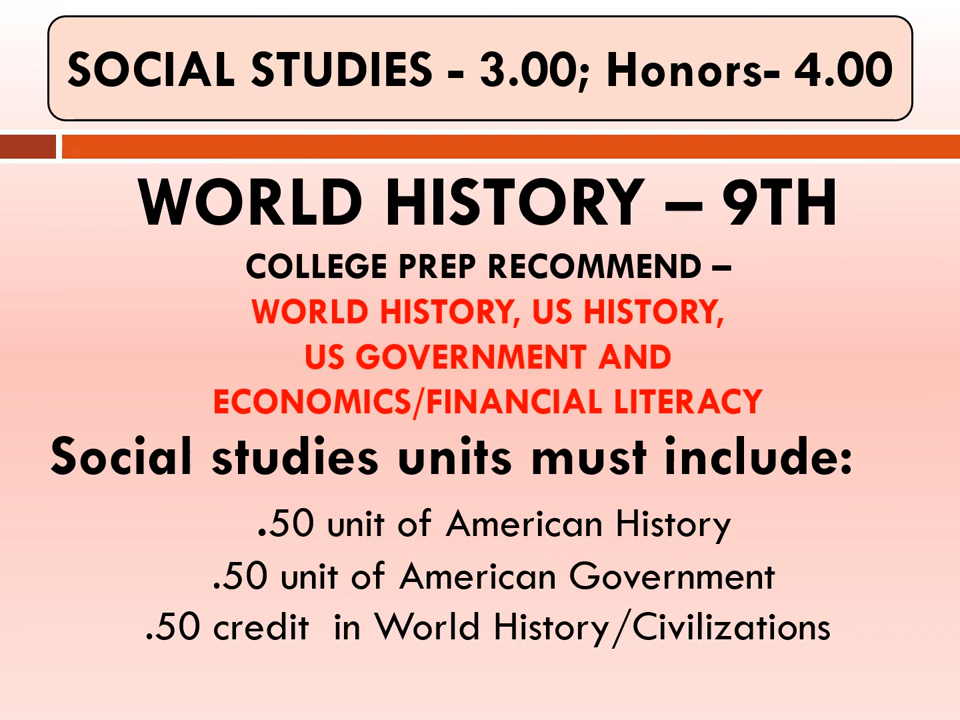 SOCIAL STUDIES - 3.00; Honors- 4.00
WORLD HISTORY – 9TH
COLLEGE PREP RECOMMEND –
WORLD HISTORY, US HISTORY,
US GOVERNMENT AND
ECONOMICS/FINANCIAL LITERACY
Social studies units must include:
.50 unit of American History
.50 unit of American Government
.50 credit  in World History/Civilizations